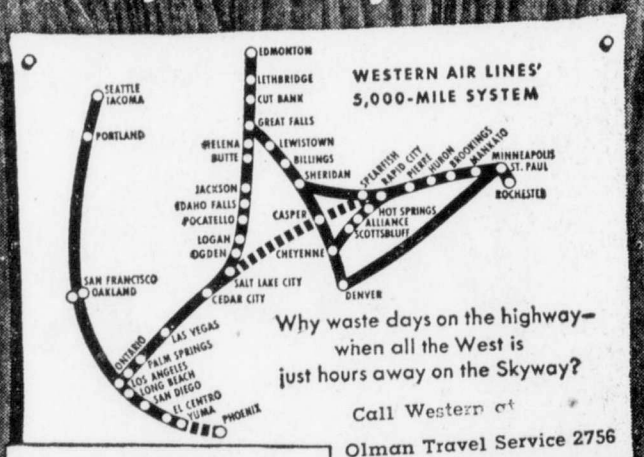 EDMONTON
LETHBRIDGE
CUT BANK
GREAT FALLS
WESTERN AIR LINES'
5,000-MILE SYSTEM
SEATTLE
TACOMA
PORTLAND
HELENA
BUTTE
LEWISTOWN
BILLINGS
SHERIDAN
SPEARFISH
RAPID CITY
PIERRE
HURON
BROOKINGS
MANKATO
MINNEAPOLIS
ST. PAUL
ROCHESTER
JACKSON
IDAHO FALLS
POCATELLO
LOGAN
OGDEN
CASPER
CHEYENNE
HOT SPRINGS
ALLIANCE
SCOTTSBLUFF
SALT LAKE CITY
CEDAR CITY
DENVER
SAN FRANCISCO
OAKLAND
LAS VEGAS
ONTARIO
PALM SPRINGS
LOS ANGELES
LONG BEACH
SAN DIEGO
EL CENTRO
YUMA
PHOENIX
Why waste days on the highway—
when all the West is
just hours away on the Skyway?
Call Western at
Olman Travel Service 2756